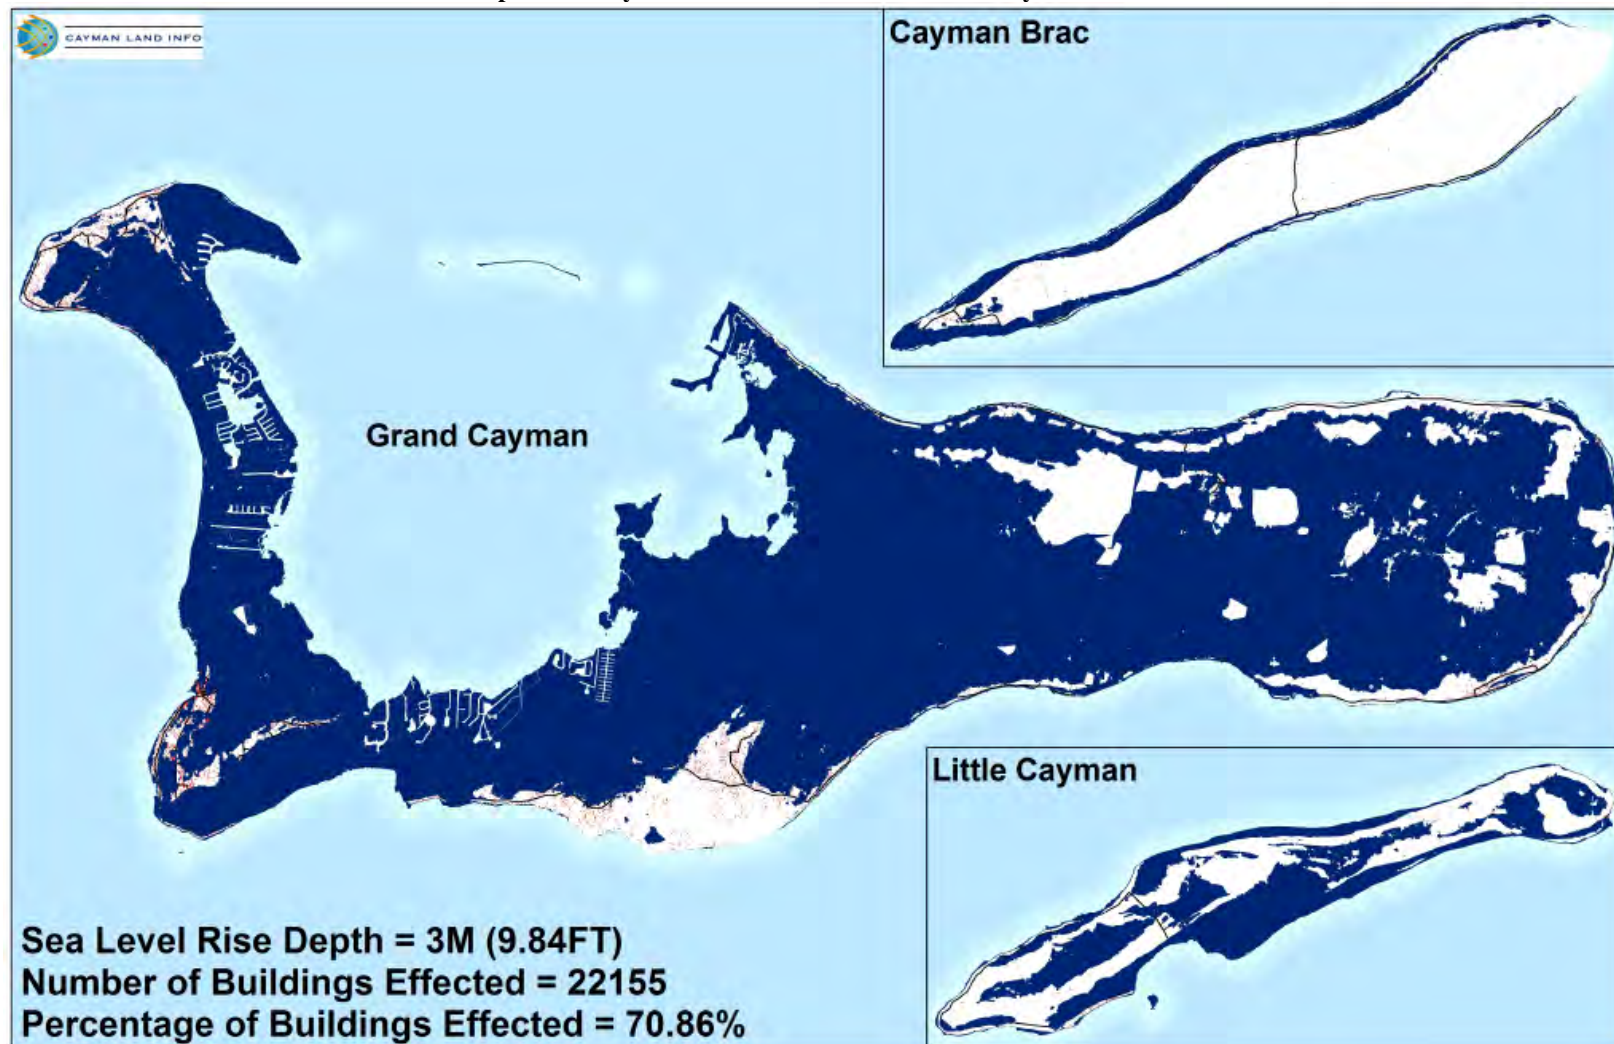 CAYMAN LAND INFO
Cayman Brac
Grand Cayman
Little Cayman
Sea Level Rise Depth = 3M (9.84FT)
Number of Buildings Effected = 22155
Percentage of Buildings Effected = 70.86%